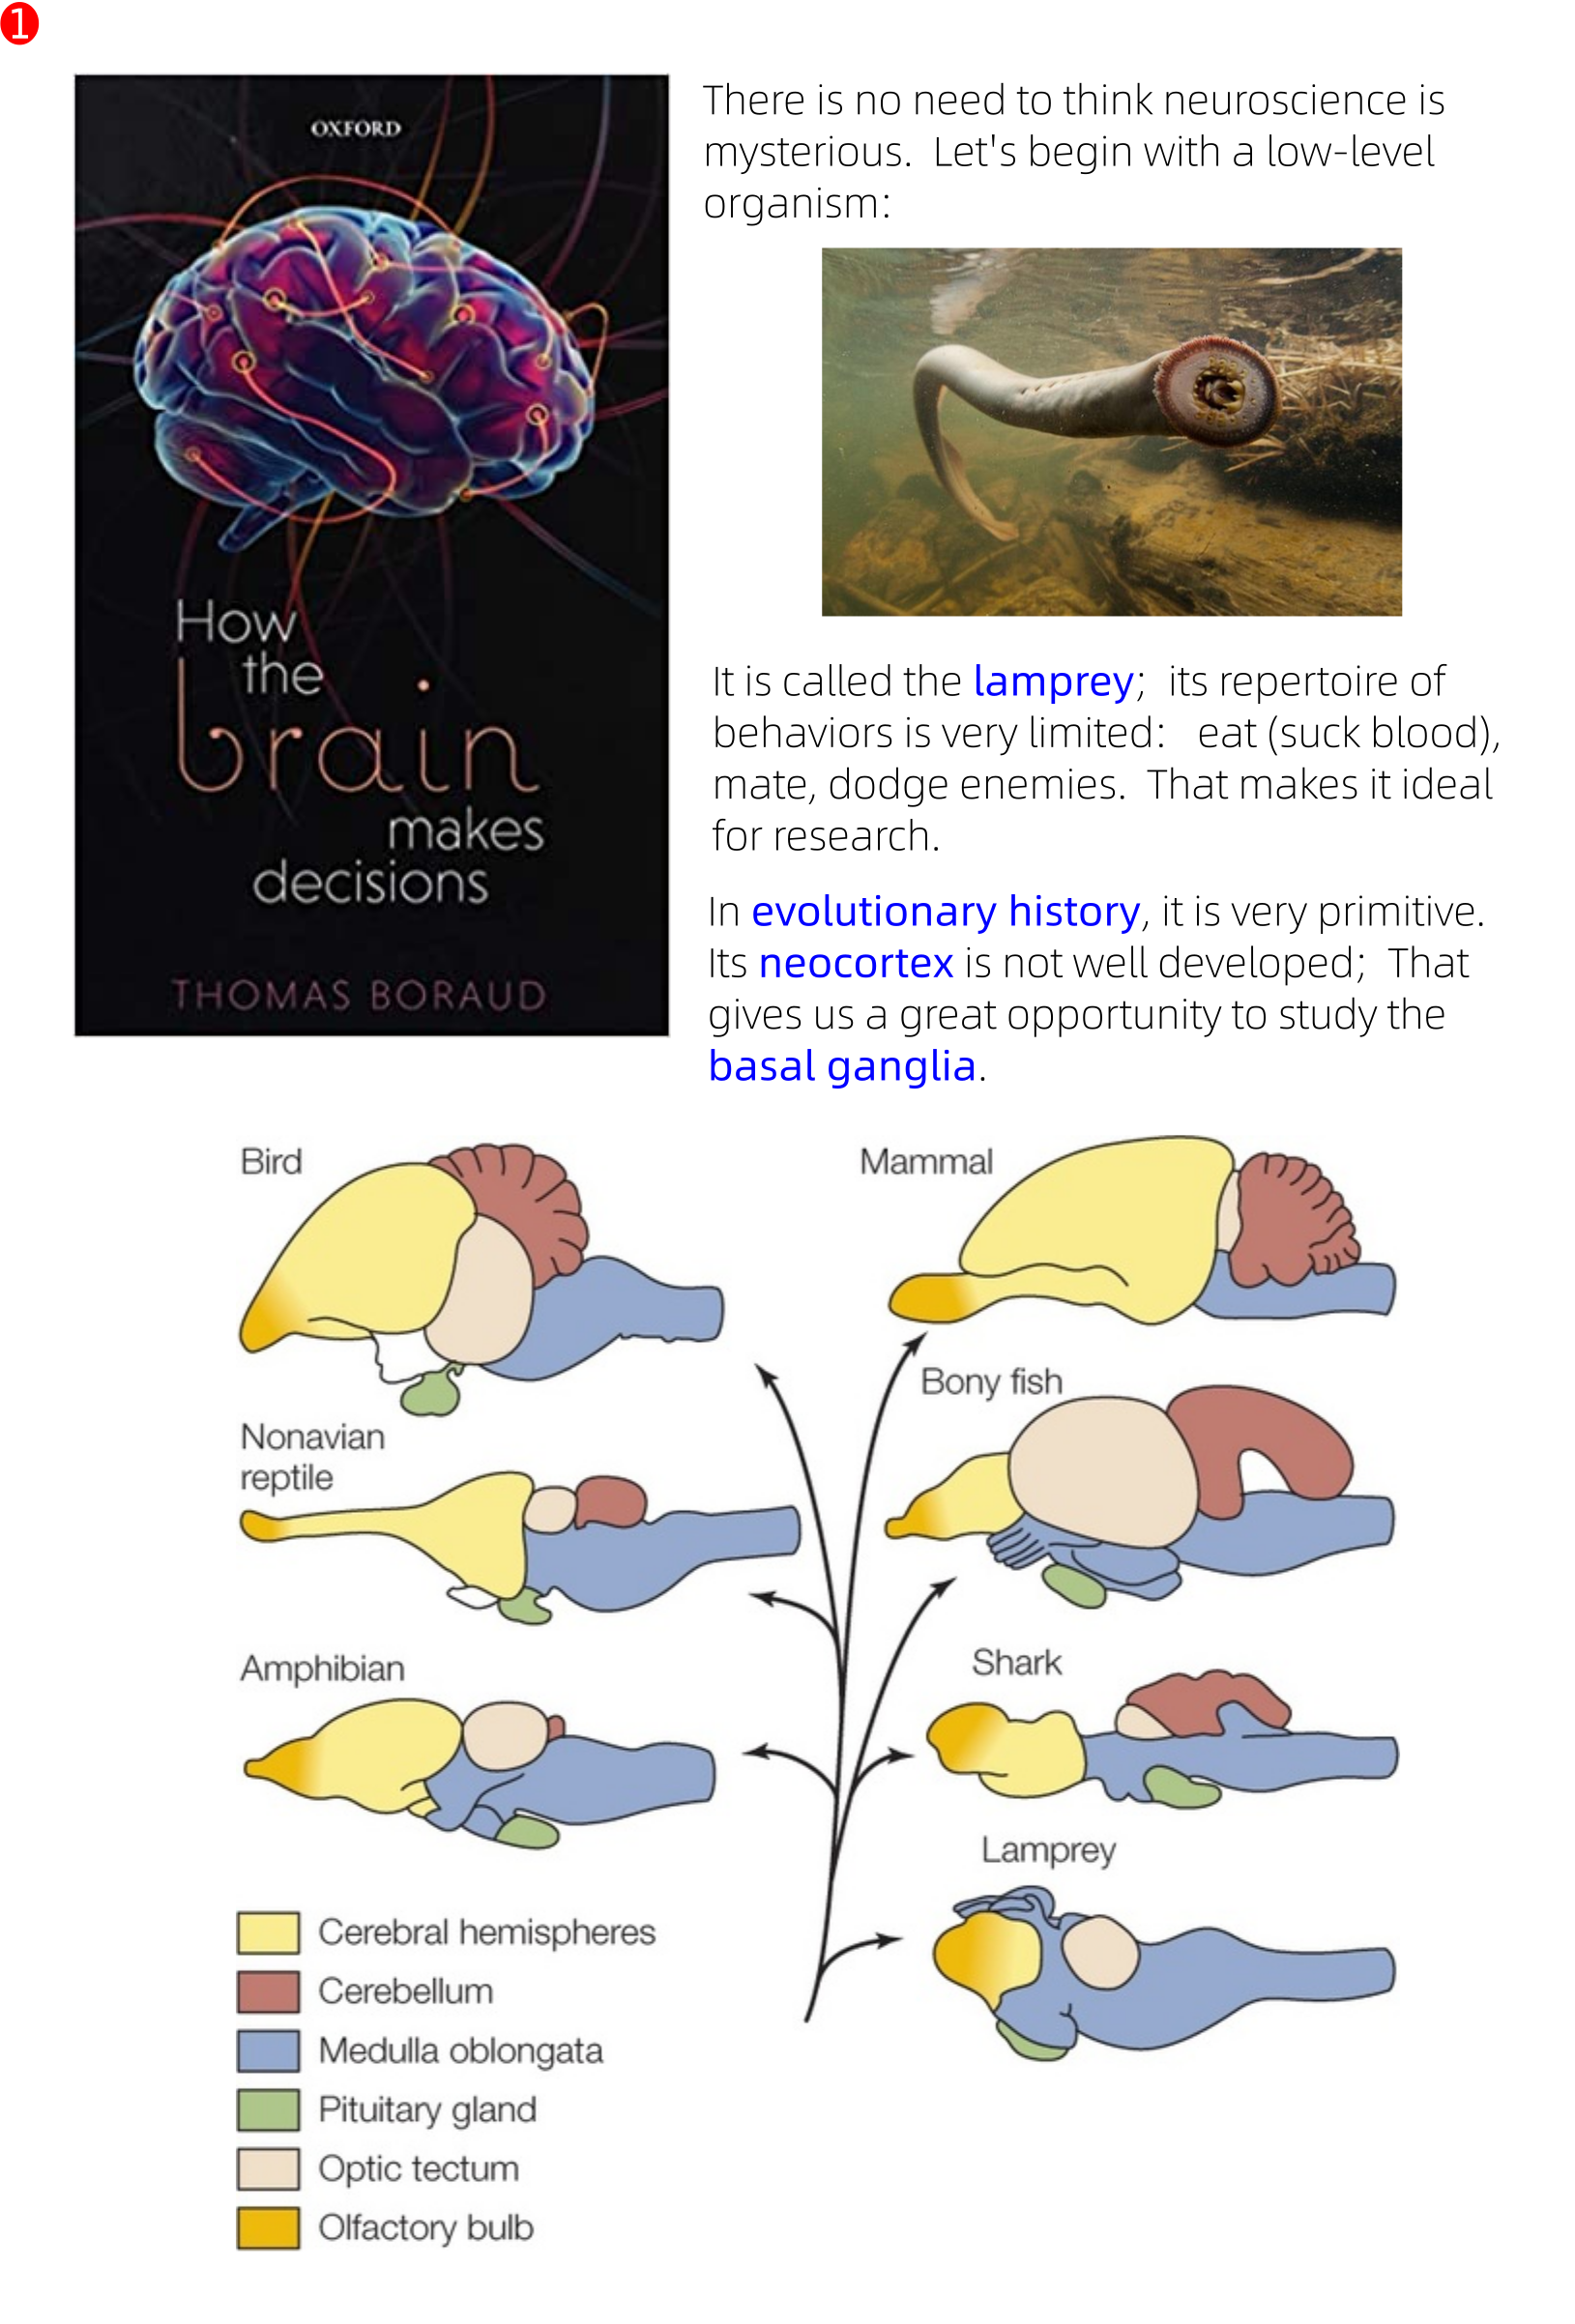 1
OXFORD
How
the
brain
makes
decisions
THOMAS BORAUD
There is no need to think neuroscience is
mysterious.  Let's begin with a low-level
organism:
It is called the lamprey;  its repertoire of
behaviors is very limited:   eat (suck blood),
mate, dodge enemies.  That makes it ideal
for research.
In evolutionary history, it is very primitive.
Its neocortex is not well developed;  That
gives us a great opportunity to study the
basal ganglia.
Bird
Mammal
Bony fish
Nonavian
reptile
Shark
Amphibian
Lamprey
Cerebral hemispheres
Cerebellum
Medulla oblongata
Pituitary gland
Optic tectum
Olfactory bulb